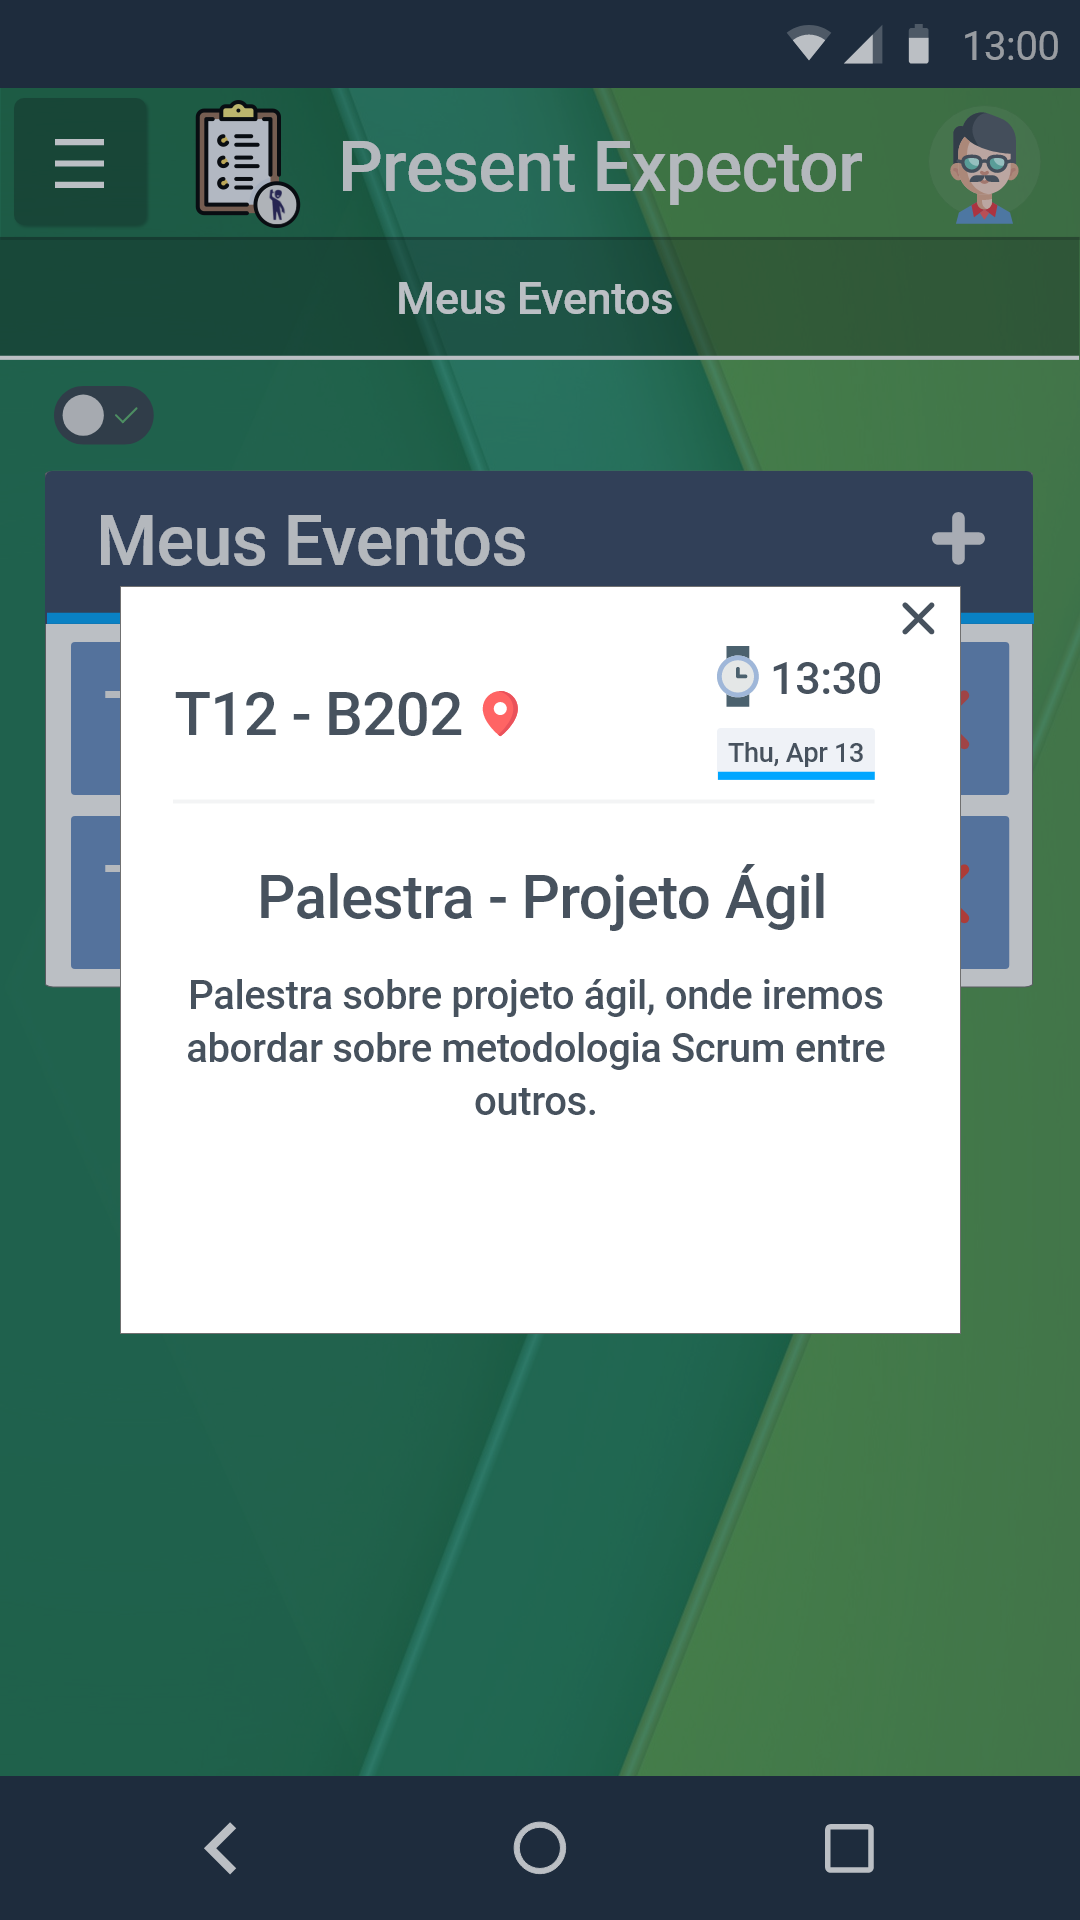 13:00
Present Expector
Meus Eventos
Meus Eventos
13:30
T12 - B202
Thu, Apr 13
Palestra - Projeto Ágil
Palestra sobre projeto ágil, onde iremos
abordar sobre metodologia Scrum entre
outros.